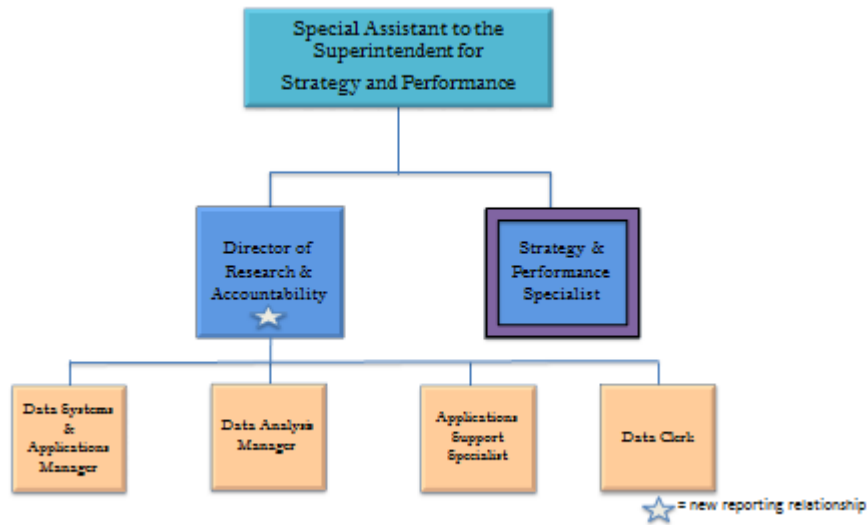 Special Assistant to the
Superintendent for
Strategy and Performance
Director of
Research &
Accountability
Strategy &
Performance
Specialist
Data Systems
&
Applications
Manager
Data Analysis
Manager
Applications
Support
Specialist
Data Clerk
= new reporting relationship